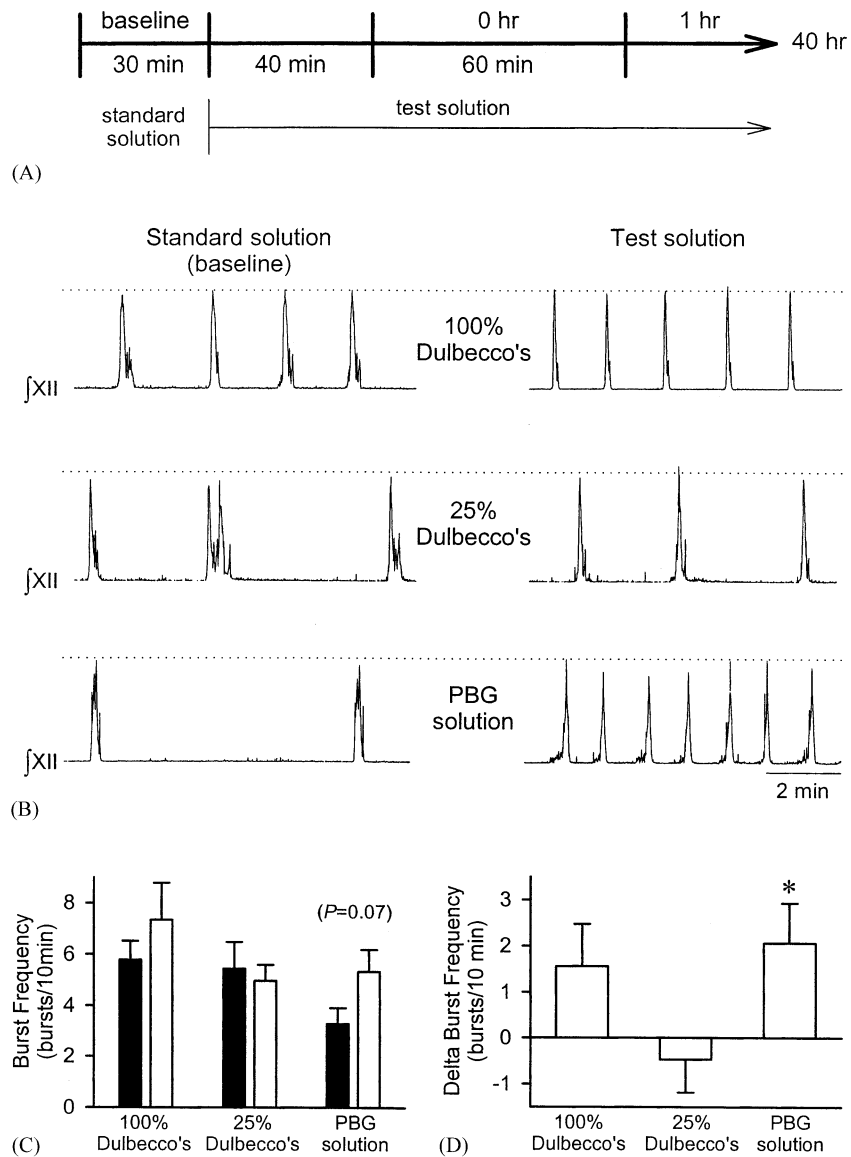 baseline 0 hr 1 hr
40 hr
30 min 40 min 60 min
standard
solution
test solution
(A)
Standard solution
(baseline)
Test solution
100%
Dulbecco's
∫XII
25%
Dulbecco's
∫XII
PBG
solution
∫XII
2 min
(B)
Burst Frequency
(bursts/10min)
8
6
4
2
0
(P=0.07)
100%
Dulbecco's
25%
Dulbecco's
PBG
solution
(C)
Delta Burst Frequency
(bursts/10 min)
3
2
1
0
-1
*
100%
Dulbecco's
25%
Dulbecco's
PBG
solution
(D)